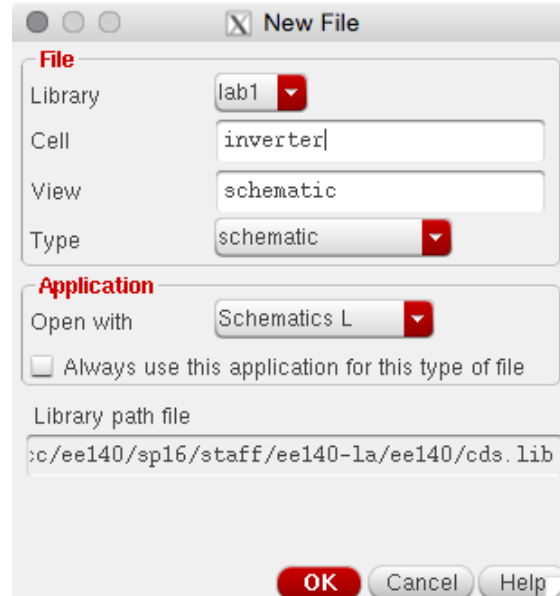 New File
File
Library lab1
Cell inverter
View schematic
Type schematic
Application
Open with Schematics L
Always use this application for this type of file
Library path file
cc/ee140/sp16/staff/ee140-la/ee140/cds.lib
OK Cancel Help